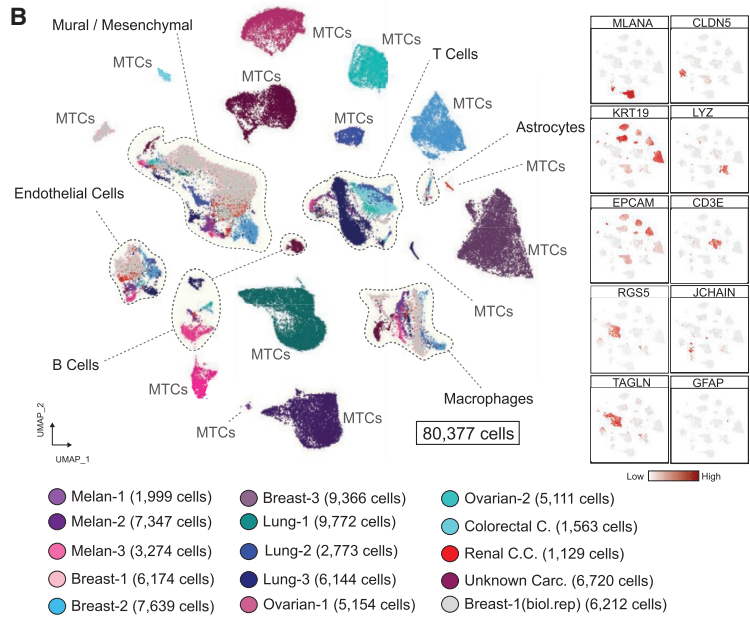 B
Mural / Mesenchymal
MTCs
MTCs
T Cells
MTCs
MTCs
MTCs
MTCs
MTCs
MTCs
Astrocytes
MTCs
Endothelial Cells
MTCs
MTCs
MTCs
B Cells
MTCs
Macrophages
MTCs
MTCs
80,377 cells
UMAP_2
UMAP_1
MLANA
CLDN5
KRT19
LYZ
EPCAM
CD3E
RGS5
JCHAIN
TAGLN
GFAP
Low
High
Melan-1 (1,999 cells)
Melan-2 (7,347 cells)
Melan-3 (3,274 cells)
Breast-1 (6,174 cells)
Breast-2 (7,639 cells)
Breast-3 (9,366 cells)
Lung-1 (9,772 cells)
Lung-2 (2,773 cells)
Lung-3 (6,144 cells)
Ovarian-1 (5,154 cells)
Ovarian-2 (5,111 cells)
Colorectal C. (1,563 cells)
Renal C.C. (1,129 cells)
Unknown Carc. (6,720 cells)
Breast-1(biol.rep) (6,212 cells)